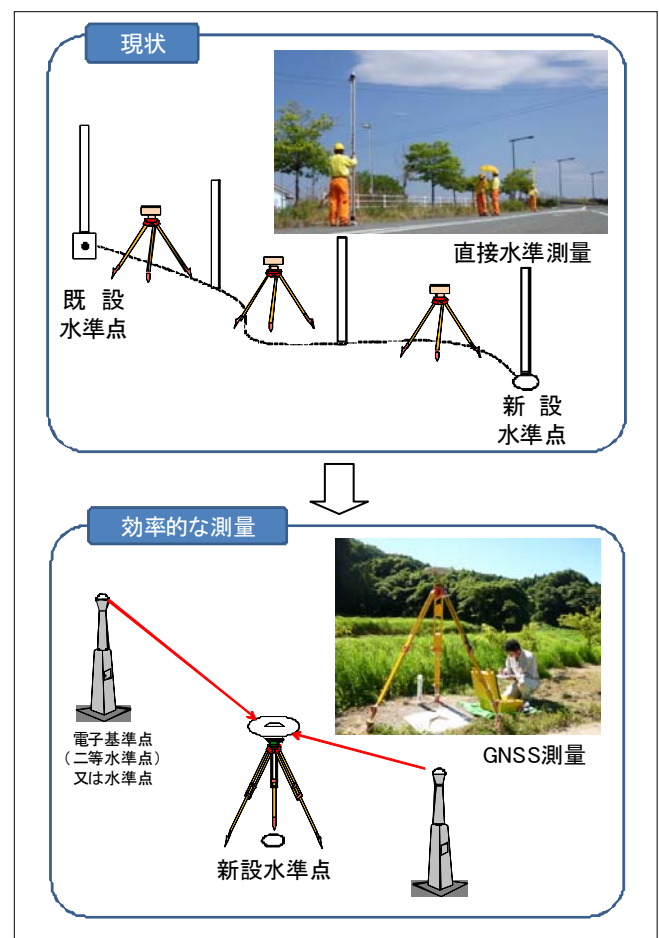 現状
直接水準測量
既 設
水準点
新 設
水準点
効率的な測量
電子基準点
(二等水準点)
又は水準点
GNSS測量
新設水準点